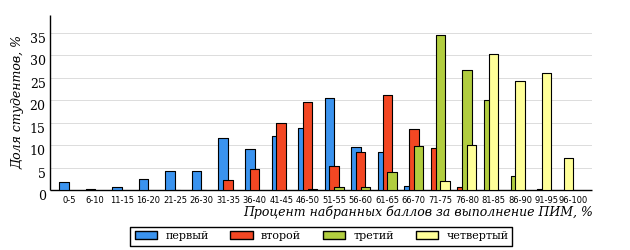 Доля студентов, %
35
30
25
20
15
10
5
0
0-5 6-10 11-15 16-20 21-25 26-30 31-35 36-40 41-45 46-50 51-55 56-60 61-65 66-70 71-75 76-80 81-85 86-90 91-95 96-100
Процент набранных баллов за выполнение ПИМ, %
первый второй третий четвертый